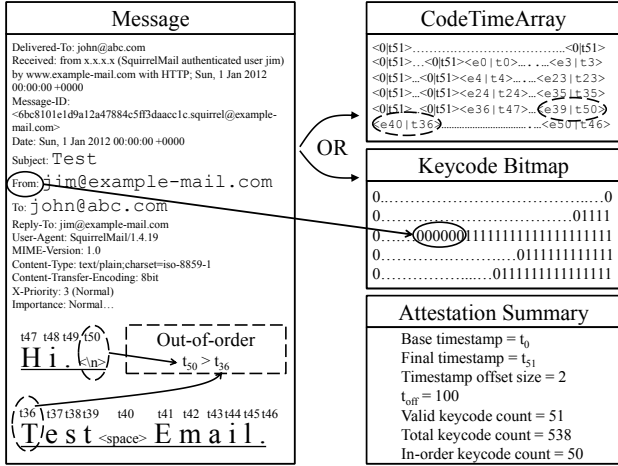 Message
Delivered-To: john@abc.com
Received: from x.x.x.x (SquirrelMail authenticated user jim)
by www.example-mail.com with HTTP; Sun, 1 Jan 2012
00:00:00 +0000
Message-ID:
<6bc8101e1d9a12a47884c5ff3daacc1c.squirrel@example-
mail.com>
Date: Sun, 1 Jan 2012 00:00:00 +0000
Subject: Test
From: jim@example-mail.com
To: john@abc.com
Reply-To: jim@example-mail.com
User-Agent: SquirrelMail/1.4.19
MIME-Version: 1.0
Content-Type: text/plain;charset=iso-8859-1
Content-Transfer-Encoding: 8bit
X-Priority: 3 (Normal)
Importance: Normal…
t47 t48 t49 t50
Hi.<\n>
Out-of-order
t50 > t36
t36 t37 t38 t39 t40 t41 t42 t43 t44 t45 t46
Test <space> Email.
OR
CodeTimeArray
<0|t51>……………………………<0|t51>
<0|t51>…<0|t51><e0|t0>…...…<e3|t3>
<0|t51>...<0|t51><e4|t4>…...…<e23|t23>
<0|t51>...<0|t51><e24|t24>…<e35|t35>
<0|t51>...<0|t51><e36|t47>...<e39|t50>
<e40|t36>……………………...…<e50|t46>
Keycode Bitmap
0……………………………………0
0………………………………01111
0………00000011111111111111111111
0………………………0111111111111
0…………………...…011111111111
Attestation Summary
Base timestamp = t0
Final timestamp = t51
Timestamp offset size = 2
toff = 100
Valid keycode count = 51
Total keycode count = 538
In-order keycode count = 50